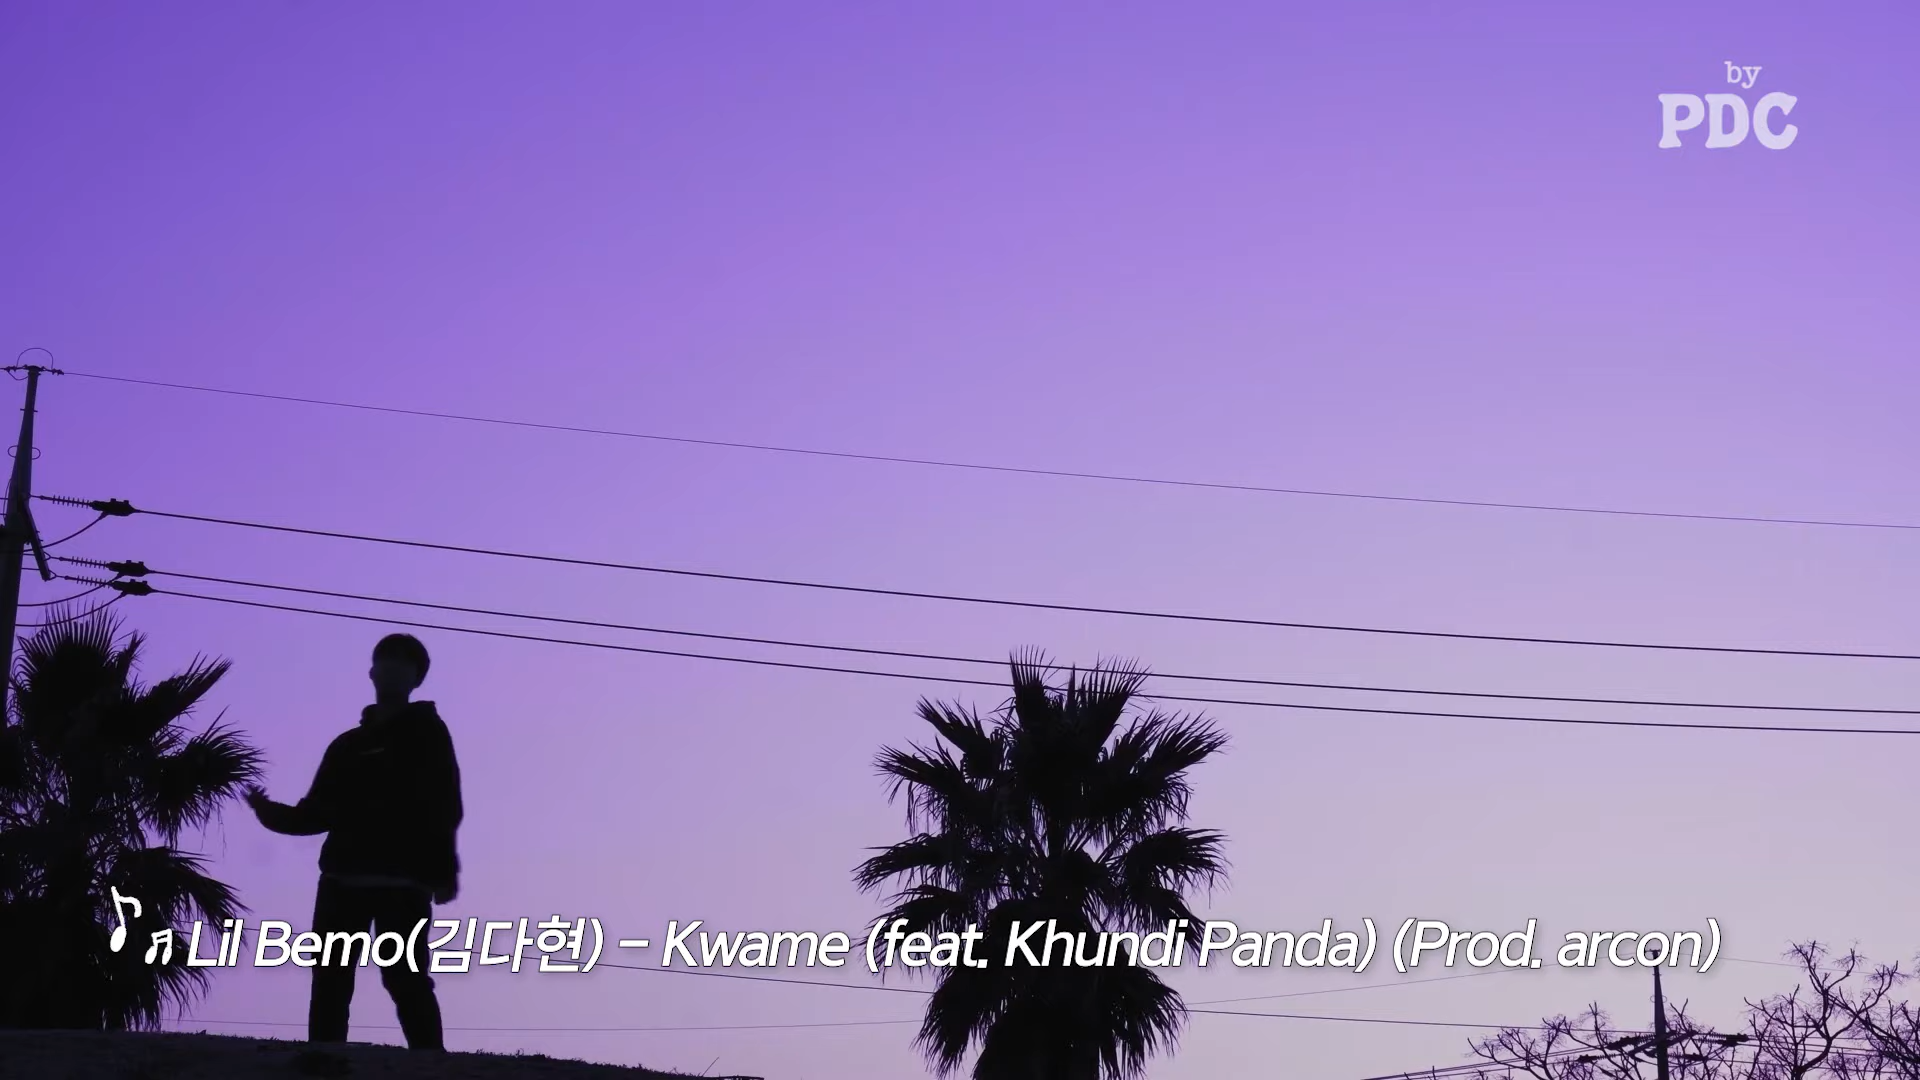 by
PDC
Lil Bemo(김다현) - Kwame (feat. Khundi Panda) (Prod. arcon)